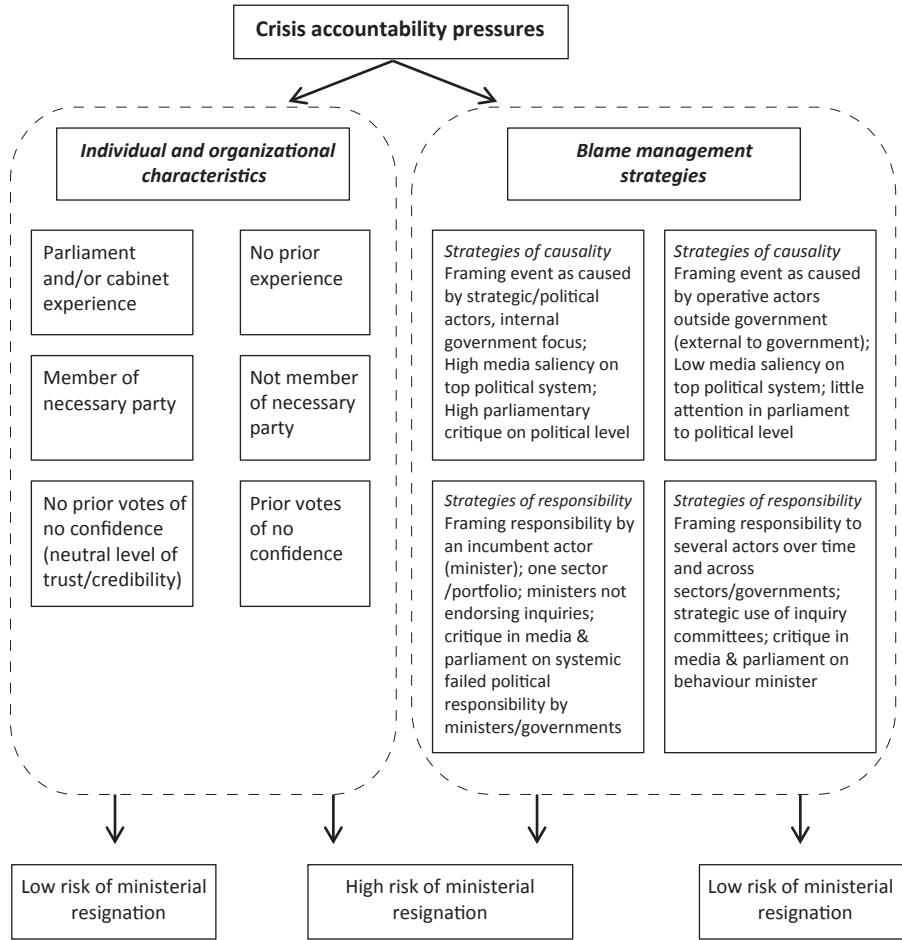 Crisis accountability pressures
Individual and organizational
characteristics
Parliament
and/or cabinet
experience
No prior
experience
Member of
necessary party
Not member
of necessary
party
No prior votes of
no confidence
(neutral level of
trust/credibility)
Prior votes
of no
confidence
Blame management
strategies
Strategies of causality
Framing event as caused
by strategic/political
actors, internal
government focus;
High media saliency on
top political system;
High parliamentary
critique on political level
Strategies of causality
Framing event as caused
by operative actors
outside government
(external to government);
Low media saliency on
top political system; little
attention in parliament
to political level
Strategies of responsibility
Framing responsibility by
an incumbent actor
(minister); one sector
/portfolio; ministers not
endorsing inquiries;
critique in media &
parliament on systemic
failed political
responsibility by
ministers/governments
Strategies of responsibility
Framing responsibility to
several actors over time
and across
sectors/governments;
strategic use of inquiry
committees; critique in
media & parliament on
behaviour minister
Low risk of ministerial
resignation
High risk of ministerial
resignation
Low risk of ministerial
resignation